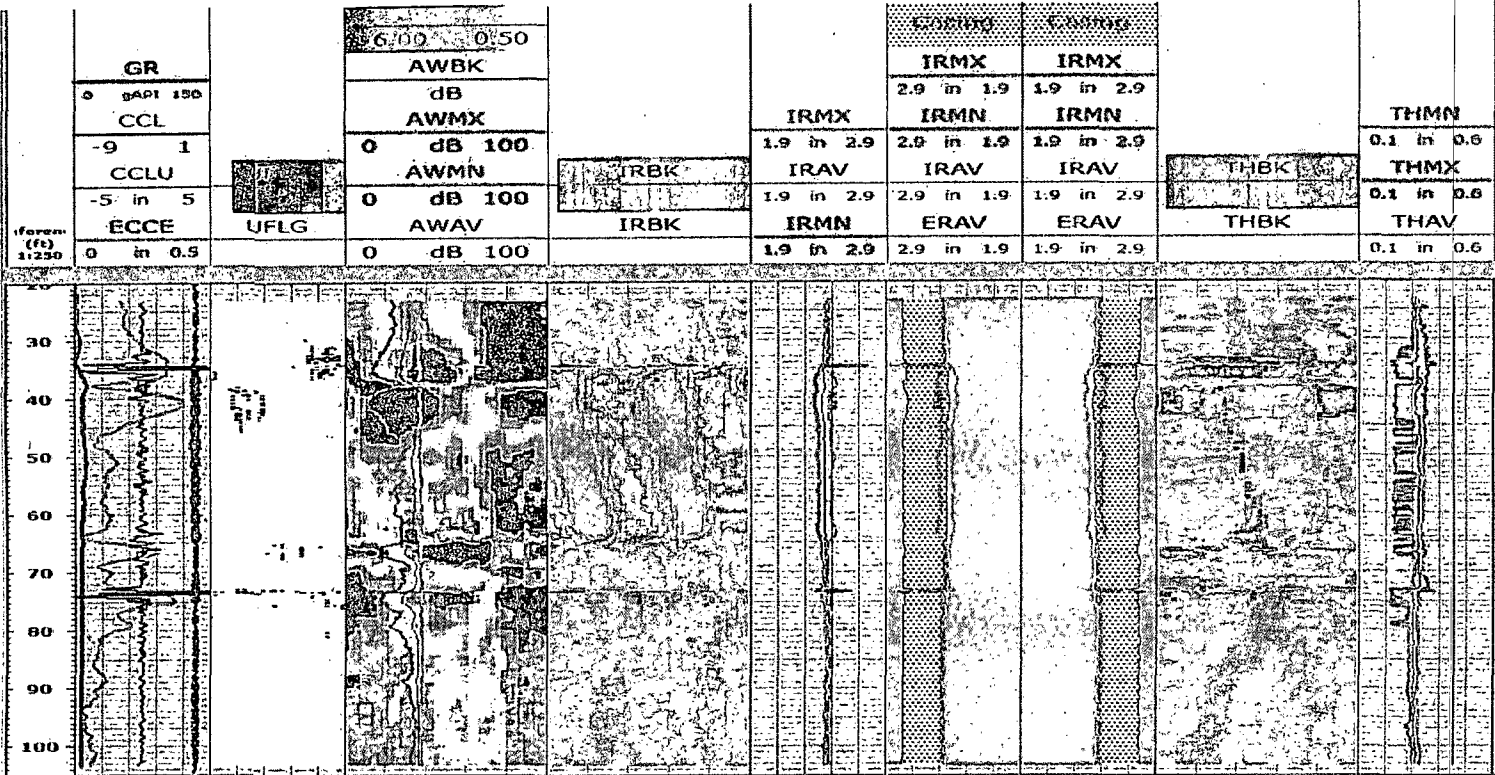 GR
0 gAPI 150
CCL
-9 1
CCLU
-5 in 5
ECCE
0 in 0.5
(ft)
1:250
UFLG
6.00 0.50
AWBK
dB
AWMX
0 dB 100
AWMN
0 dB 100
AWAV
0 dB 100
IRBK
IRBK
IRMX
1.9 in 2.9
IRAV
1.9 in 2.9
IRMN
1.9 in 2.9
Casing
IRMX
2.9 in 1.9
IRMN
2.9 in 1.9
IRAV
2.9 in 1.9
ERAV
2.9 in 1.9
Casing
IRMX
1.9 in 2.9
IRMN
1.9 in 2.9
IRAV
1.9 in 2.9
ERAV
1.9 in 2.9
THBK
THBK
THMN
0.1 in 0.6
THMX
0.1 in 0.6
THAV
0.1 in 0.6
30
40
50
60
70
80
90
100